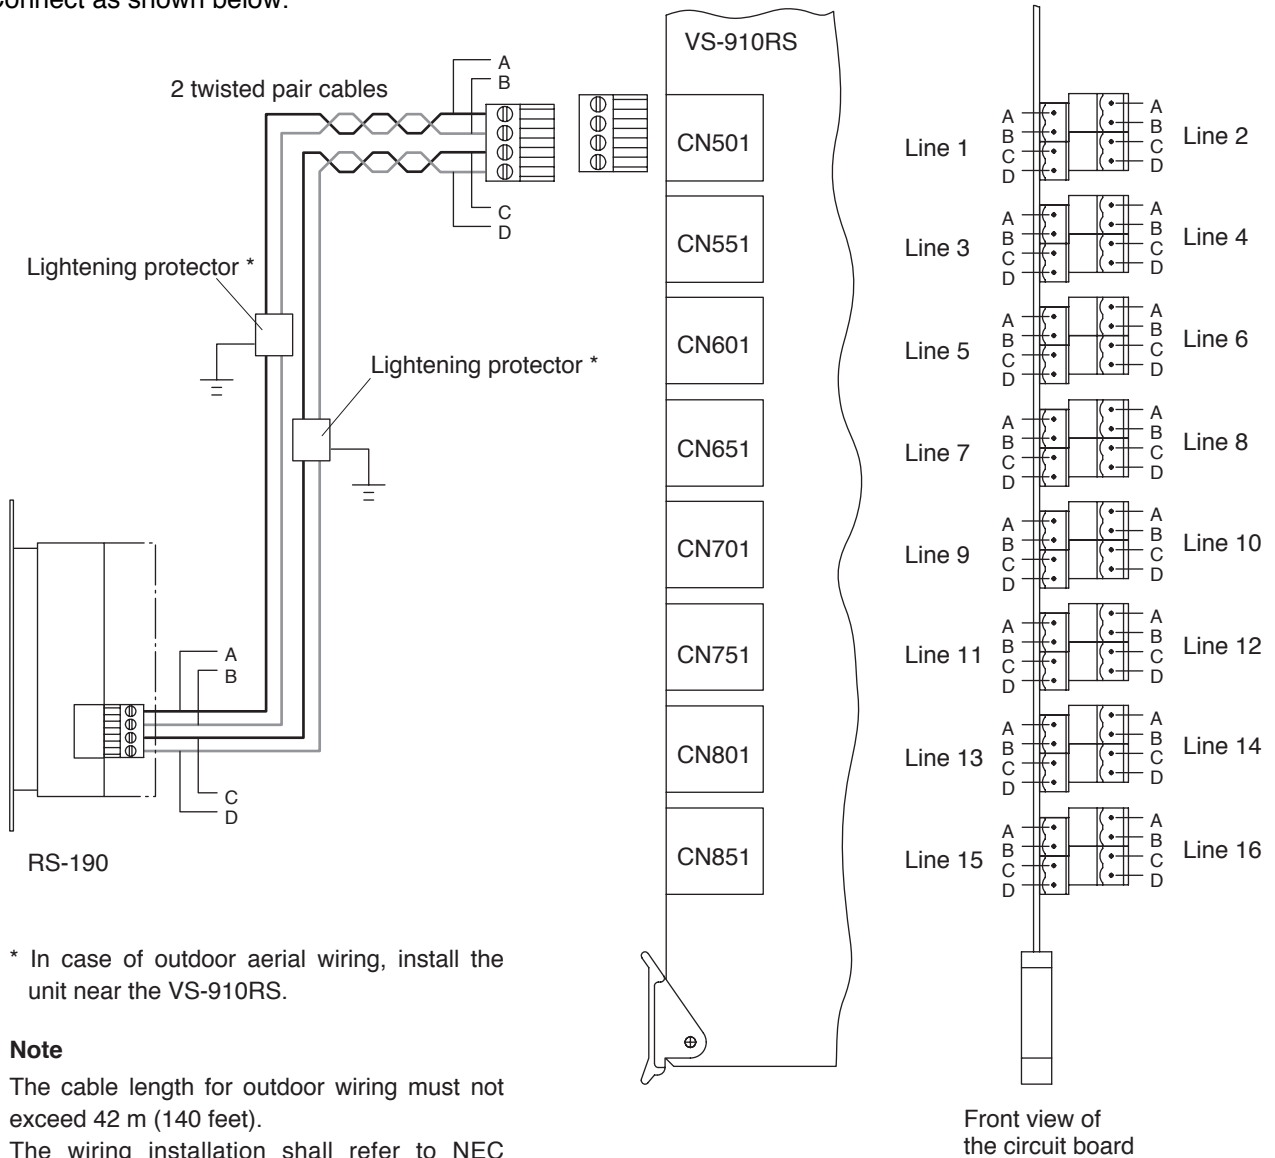 Connect as shown below.
VS-910RS
2 twisted pair cables
A
B
C
D
Lightening protector *
Lightening protector *
A
B
C
D
RS-190
CN501
CN551
CN601
CN651
CN701
CN751
CN801
CN851
Line 1
A
B
C
D
A
B
C
D
Line 2
Line 3
A
B
C
D
A
B
C
D
Line 4
Line 5
A
B
C
D
A
B
C
D
Line 6
Line 7
A
B
C
D
A
B
C
D
Line 8
Line 9
A
B
C
D
A
B
C
D
Line 10
Line 11
A
B
C
D
A
B
C
D
Line 12
Line 13
A
B
C
D
A
B
C
D
Line 14
Line 15
A
B
C
D
A
B
C
D
Line 16
* In case of outdoor aerial wiring, install the
unit near the VS-910RS.
Note
The cable length for outdoor wiring must not
exceed 42 m (140 feet).
The wiring installation shall refer to NEC
Front view of
the circuit board